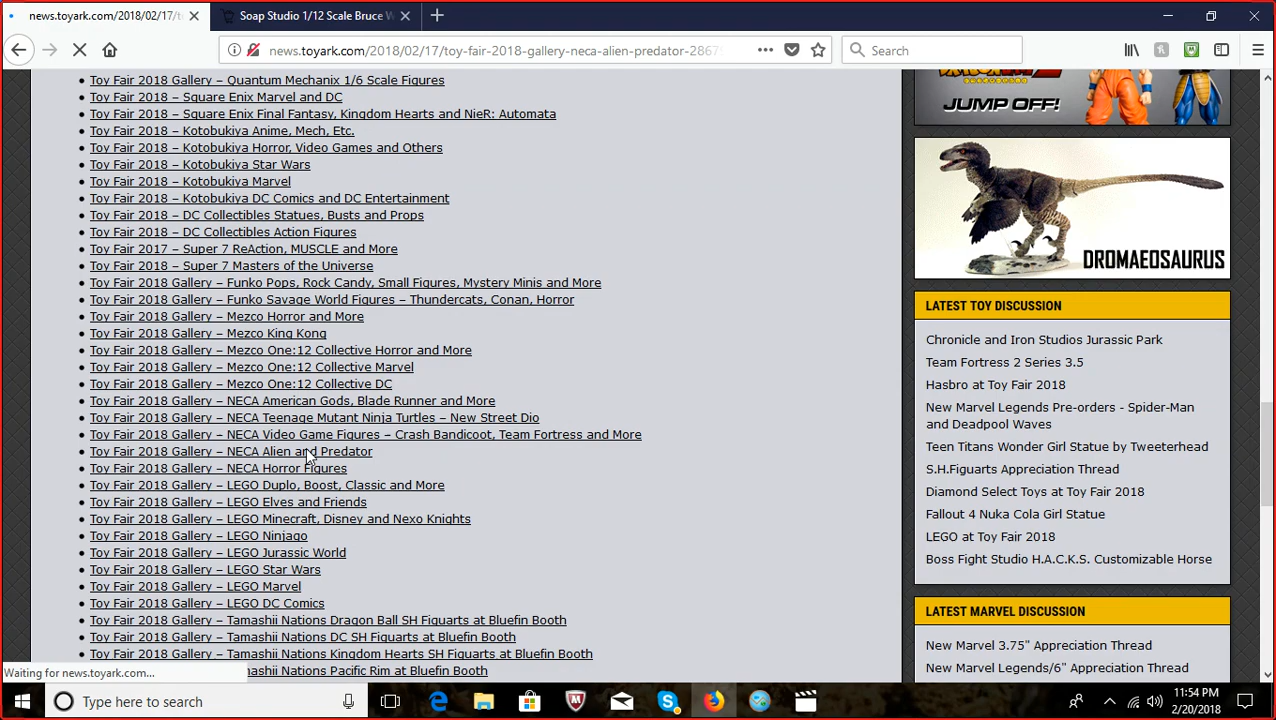 news.toyark.com/2018/02/17/t
Soap Studio 1/12 Scale Bruce W
news.toyark.com/2018/02/17/toy-fair-2018-gallery-neca-alien-predator-2867
Search
Toy Fair 2018 Gallery – Quantum Mechanix 1/6 Scale Figures
Toy Fair 2018 – Square Enix Marvel and DC
Toy Fair 2018 – Square Enix Final Fantasy, Kingdom Hearts and NieR: Automata
Toy Fair 2018 – Kotobukiya Anime, Mech, Etc.
Toy Fair 2018 – Kotobukiya Horror, Video Games and Others
Toy Fair 2018 – Kotobukiya Star Wars
Toy Fair 2018 – Kotobukiya Marvel
Toy Fair 2018 – Kotobukiya DC Comics and DC Entertainment
Toy Fair 2018 – DC Collectibles Statues, Busts and Props
Toy Fair 2018 – DC Collectibles Action Figures
Toy Fair 2017 – Super 7 ReAction, MUSCLE and More
Toy Fair 2018 – Super 7 Masters of the Universe
Toy Fair 2018 Gallery – Funko Pops, Rock Candy, Small Figures, Mystery Minis and More
Toy Fair 2018 Gallery – Funko Savage World Figures – Thundercats, Conan, Horror
Toy Fair 2018 Gallery – Mezco Horror and More
Toy Fair 2018 Gallery – Mezco King Kong
Toy Fair 2018 Gallery – Mezco One:12 Collective Horror and More
Toy Fair 2018 Gallery – Mezco One:12 Collective Marvel
Toy Fair 2018 Gallery – Mezco One:12 Collective DC
Toy Fair 2018 Gallery – NECA American Gods, Blade Runner and More
Toy Fair 2018 Gallery – NECA Teenage Mutant Ninja Turtles – New Street Dio
Toy Fair 2018 Gallery – NECA Video Game Figures – Crash Bandicoot, Team Fortress and More
Toy Fair 2018 Gallery – NECA Alien and Predator
Toy Fair 2018 Gallery – NECA Horror Figures
Toy Fair 2018 Gallery – LEGO Duplo, Boost, Classic and More
Toy Fair 2018 Gallery – LEGO Elves and Friends
Toy Fair 2018 Gallery – LEGO Minecraft, Disney and Nexo Knights
Toy Fair 2018 Gallery – LEGO Ninjago
Toy Fair 2018 Gallery – LEGO Jurassic World
Toy Fair 2018 Gallery – LEGO Star Wars
Toy Fair 2018 Gallery – LEGO Marvel
Toy Fair 2018 Gallery – LEGO DC Comics
Toy Fair 2018 Gallery – Tamashii Nations Dragon Ball SH Figuarts at Bluefin Booth
Toy Fair 2018 Gallery – Tamashii Nations DC SH Figuarts at Bluefin Booth
Toy Fair 2018 Gallery – Tamashii Nations Kingdom Hearts SH Figuarts at Bluefin Booth
Nations Pacific Rim at Bluefin Booth
Waiting for news.toyark.com...
JUMP OFF!
DROMAEOSAURUS
LATEST TOY DISCUSSION
Chronicle and Iron Studios Jurassic Park
Team Fortress 2 Series 3.5
Hasbro at Toy Fair 2018
New Marvel Legends Pre-orders - Spider-Man
and Deadpool Waves
Teen Titans Wonder Girl Statue by Tweeterhead
S.H.Figuarts Appreciation Thread
Diamond Select Toys at Toy Fair 2018
Fallout 4 Nuka Cola Girl Statue
LEGO at Toy Fair 2018
Boss Fight Studio H.A.C.K.S. Customizable Horse
LATEST MARVEL DISCUSSION
New Marvel 3.75" Appreciation Thread
New Marvel Legends/6" Appreciation Thread
Type here to search
11:54 PM
2/20/2018